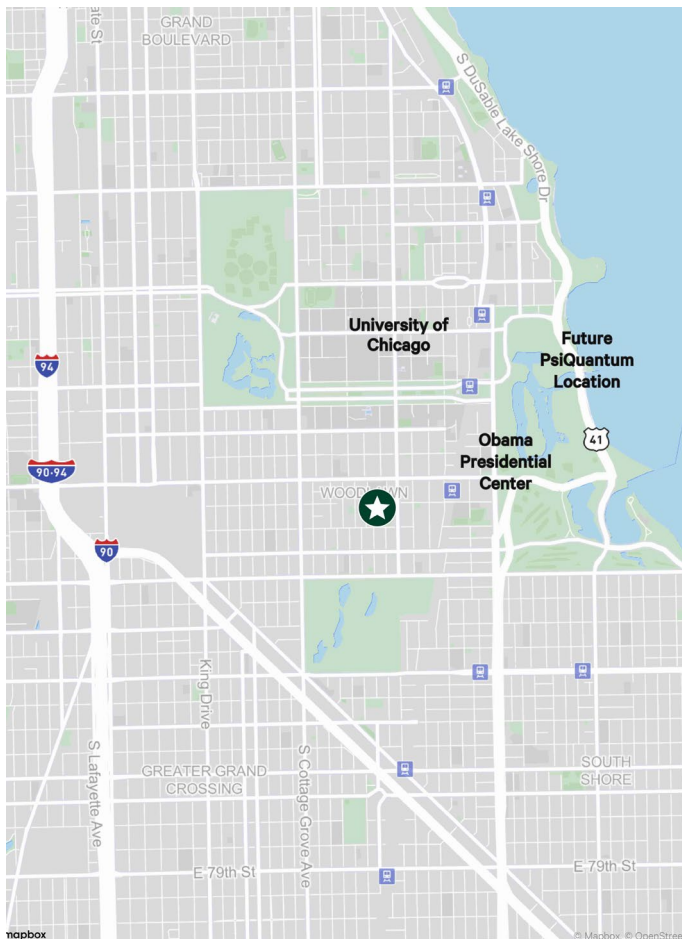 ate St
GRAND
BOULEVARD
S DuSable Lake Shore Dr
University of
Chicago
Future
PsiQuantum
Location
94
41
Obama
Presidential
Center
90-94
WOODLAWN
90
King Drive
S Lafayette Ave
S Cottage Grove Ave
GREATER GRAND
CROSSING
SOUTH
SHORE
E 79th St
E 79th St
mapbox
© Mapbox, © OpenStree